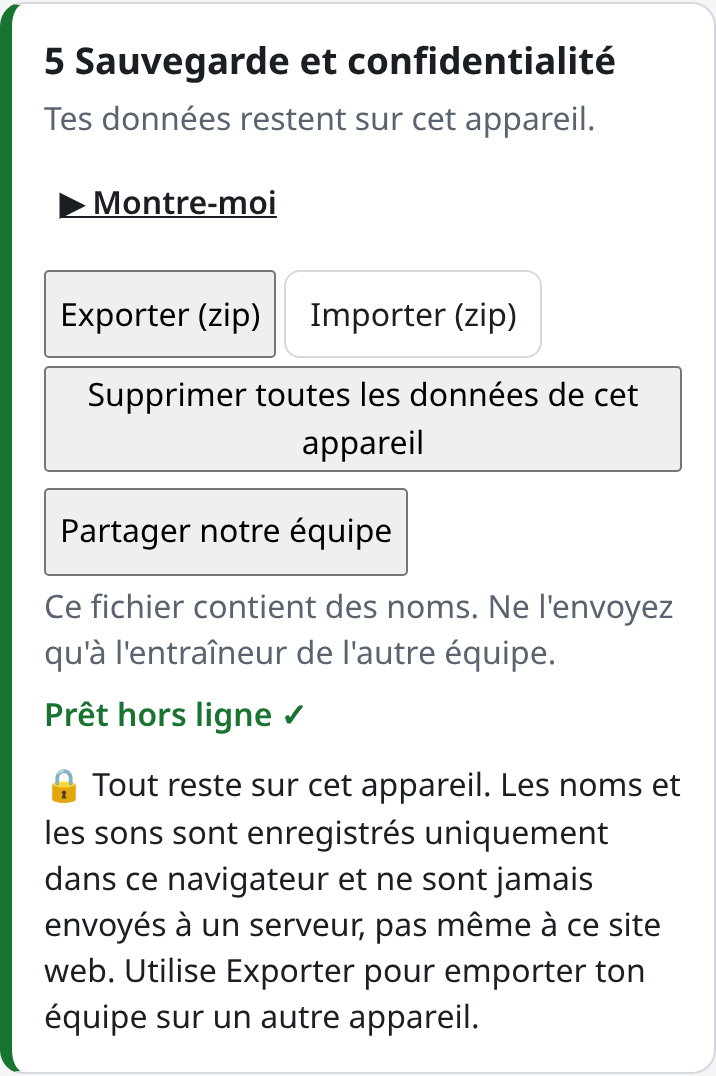 5 Sauvegarde et confidentialité
Tes données restent sur cet appareil.
▶ Montre-moi
Exporter (zip)
Importer (zip)
Supprimer toutes les données de cet
appareil
Partager notre équipe
Ce fichier contient des noms. Ne l'envoyez
qu'à l'entraîneur de l'autre équipe.
Prêt hors ligne ✓
🔒 Tout reste sur cet appareil. Les noms et
les sons sont enregistrés uniquement
dans ce navigateur et ne sont jamais
envoyés à un serveur, pas même à ce site
web. Utilise Exporter pour emporter ton
équipe sur un autre appareil.